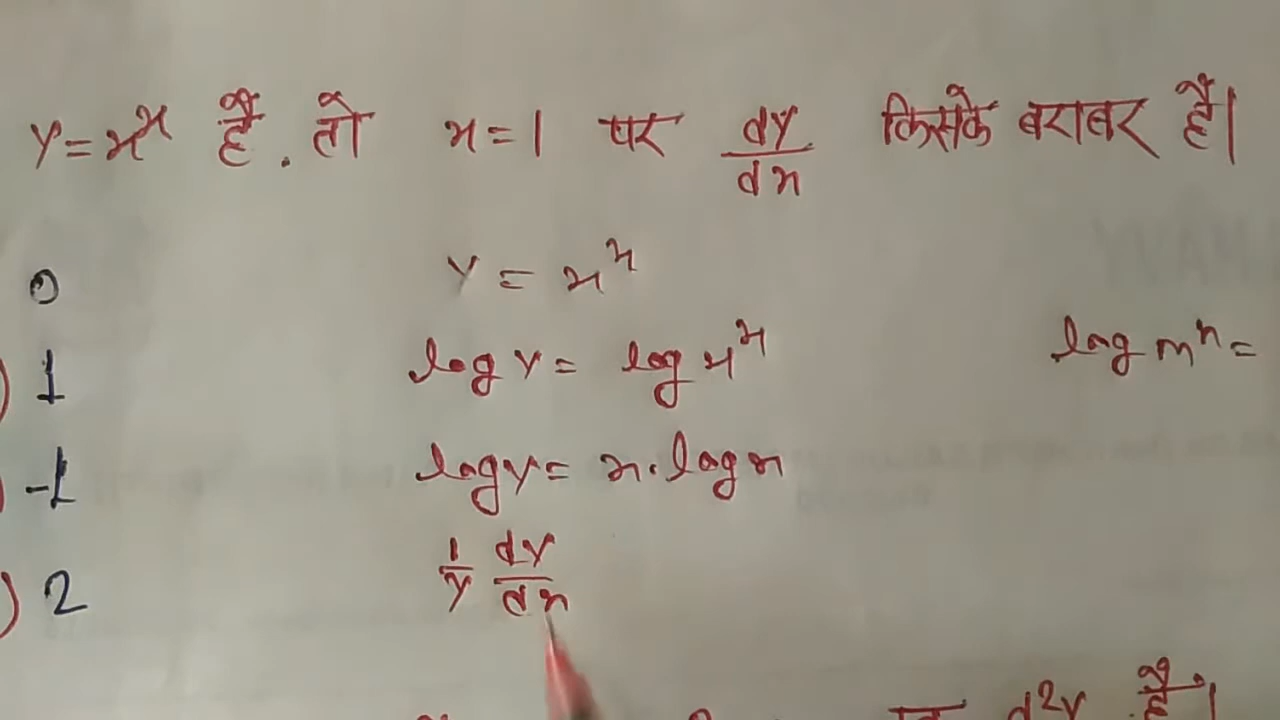 y = x^x है . तो x = 1 पर dy/dx किसके बराबर है।
0
y = x^x
) 1
log y = log x^x
log m^n =
) -1
log y = x . log x
) 2
1/y dy/dx
d²y है।